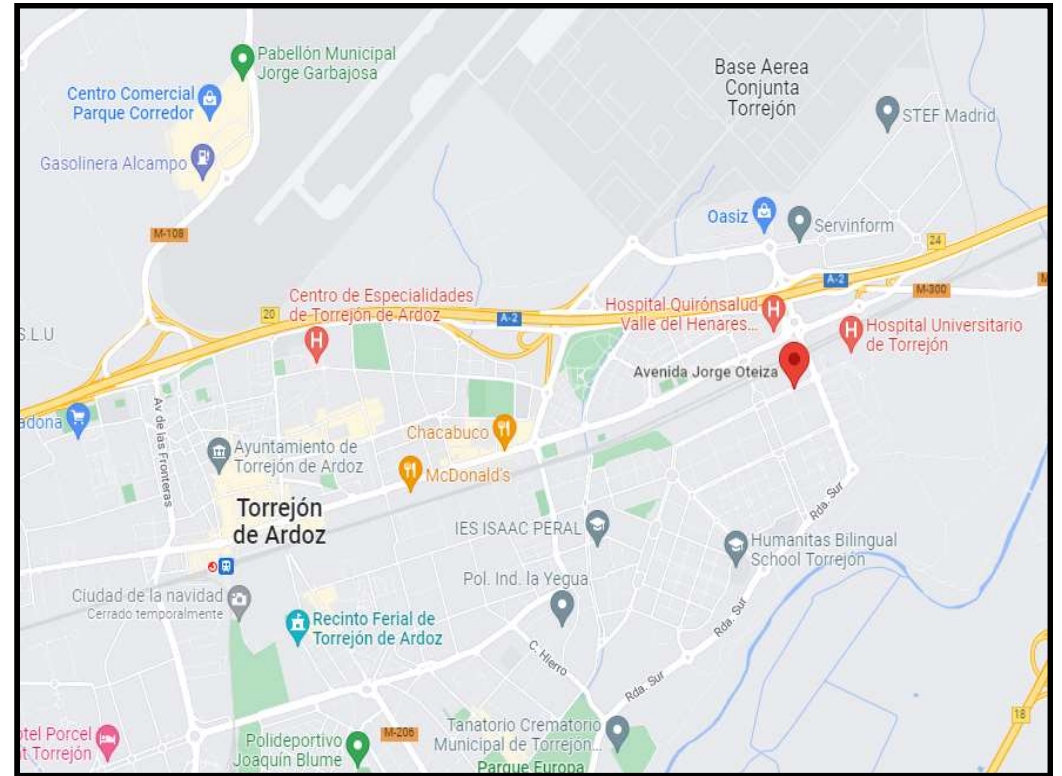 Pabellón Municipal
Jorge Garbajosa
Centro Comercial
Parque Corredor
Gasolinera Alcampo
M-108
Base Aerea
Conjunta
Torrejón
STEF Madrid
Oasiz
Servinform
24
A-2
M-300
20
Centro de Especialidades
de Torrejón de Ardoz
A-2
Hospital Quirónsalud
Valle del Henares...
Hospital Universitario
de Torrejón
S.L.U
Avenida Jorge Oteiza
adona
Av de las Fronteras
Chacabuco
Ayuntamiento de
Torrejón de Ardoz
McDonald's
Torrejón
de Ardoz
IES ISAAC PERAL
Rda. Sur
Humanitas Bilingual
School Torrejón
Pol. Ind. la Yegua
Ciudad de la navidad
Cerrado temporalmente
Recinto Ferial de
Torrejón de Ardoz
Rda. Sur
C. Hierro
Rda. Sur
18
otel Porcel
t Torrejón
M-206
Polideportivo
Joaquín Blume
Tanatorio Crematorio
Municipal de Torrejón...
Parque Europa